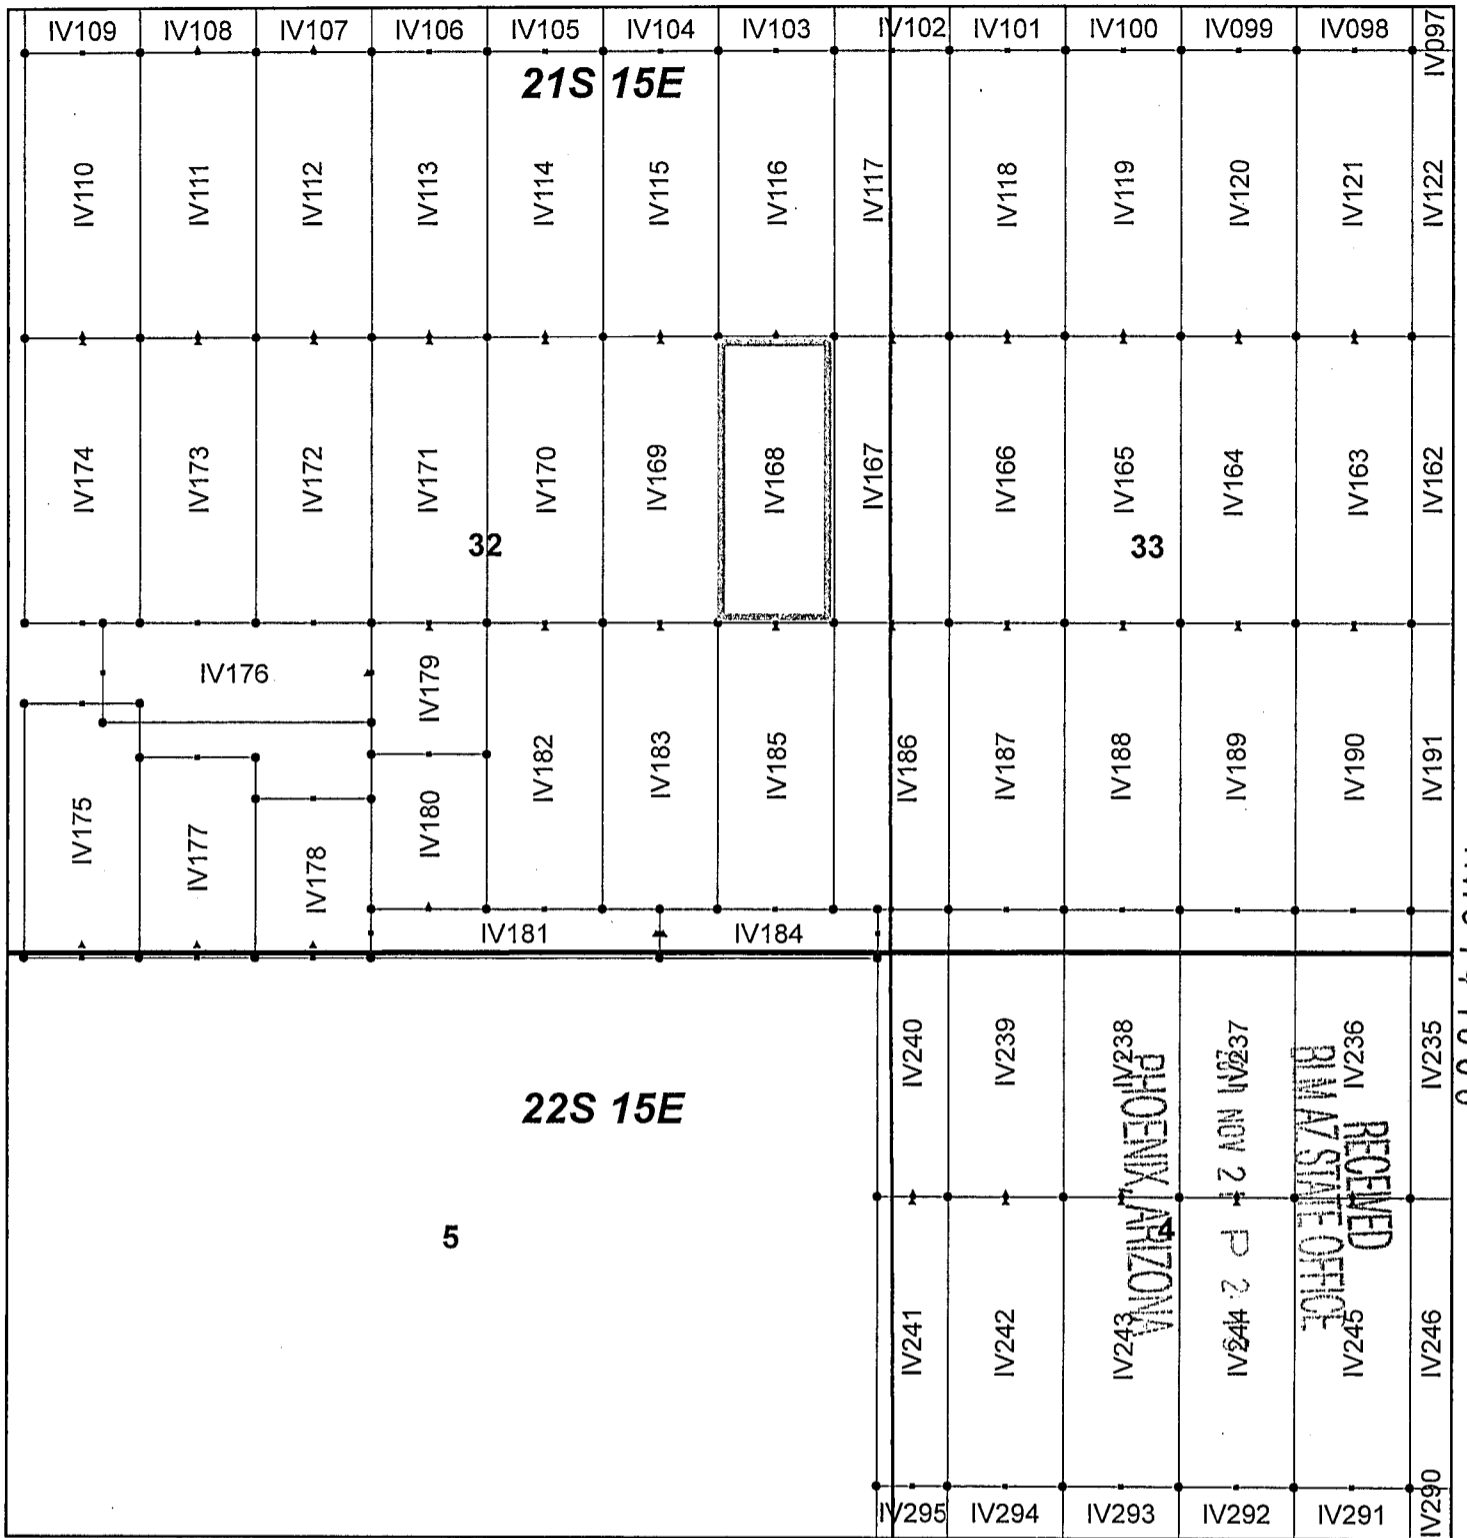 IV109 IV108 IV107 IV106 IV105 IV104 IV103 IV102 IV101 IV100 IV099 IV098 IV097
21S 15E
IV110 IV111 IV112 IV113 IV114 IV115 IV116 IV117 IV118 IV119 IV120 IV121 IV122
IV174 IV173 IV172 IV171 IV170 IV169 IV168 IV167 IV166 IV165 IV164 IV163 IV162
32 33
IV176 IV179
IV175 IV177 IV178 IV180 IV182 IV183 IV185 IV186 IV187 IV188 IV189 IV190 IV191
IV181 IV184
IV240 IV239 IV238 IV237 IV236 IV235
22S 15E
RECEIVED
BLM AZ STATE OFFICE
NOV 21 P 2:
PHOENIX, ARIZONA
5 4
IV241 IV242 IV243 IV244 IV245 IV246
IV295 IV294 IV293 IV292 IV291 IV290